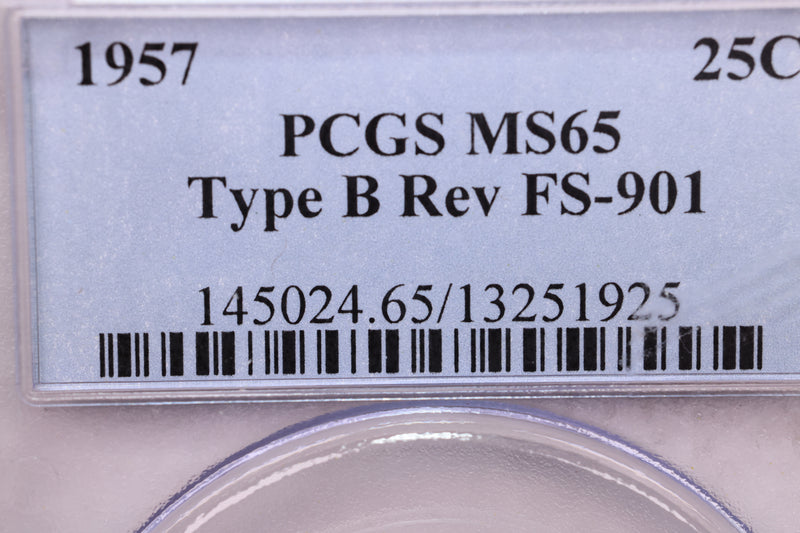 1957 25C
PCGS MS65
Type B Rev FS-901
145024.65/13251925